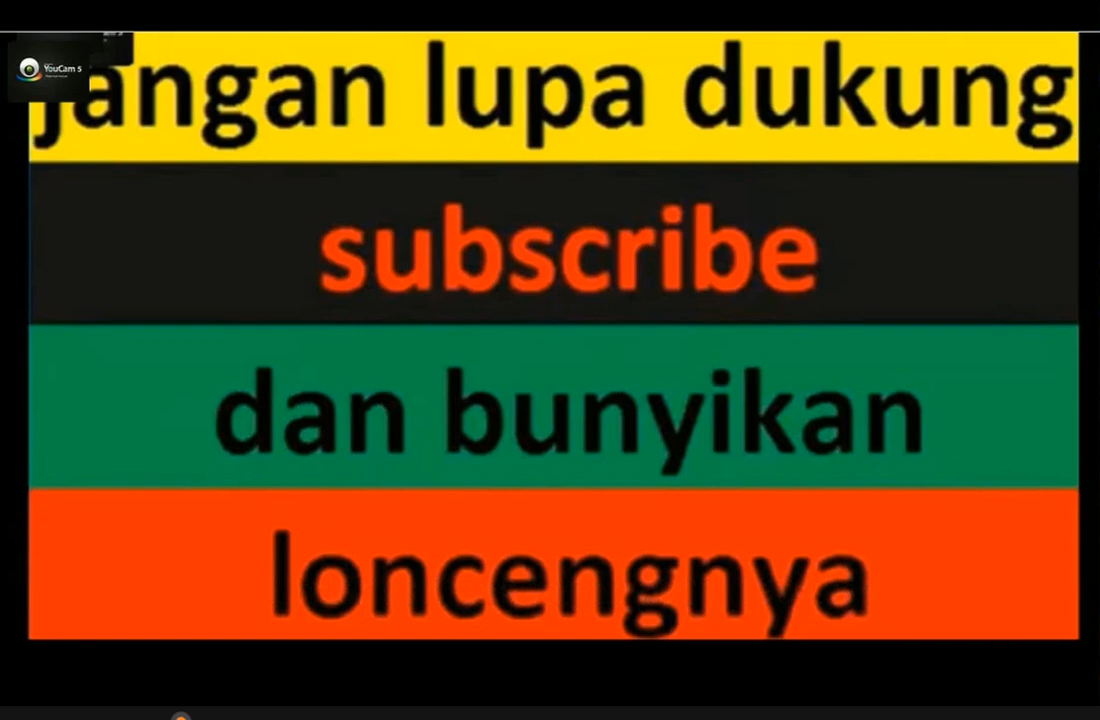 YouCam 5
jangan lupa dukung
subscribe
dan bunyikan
loncengnya